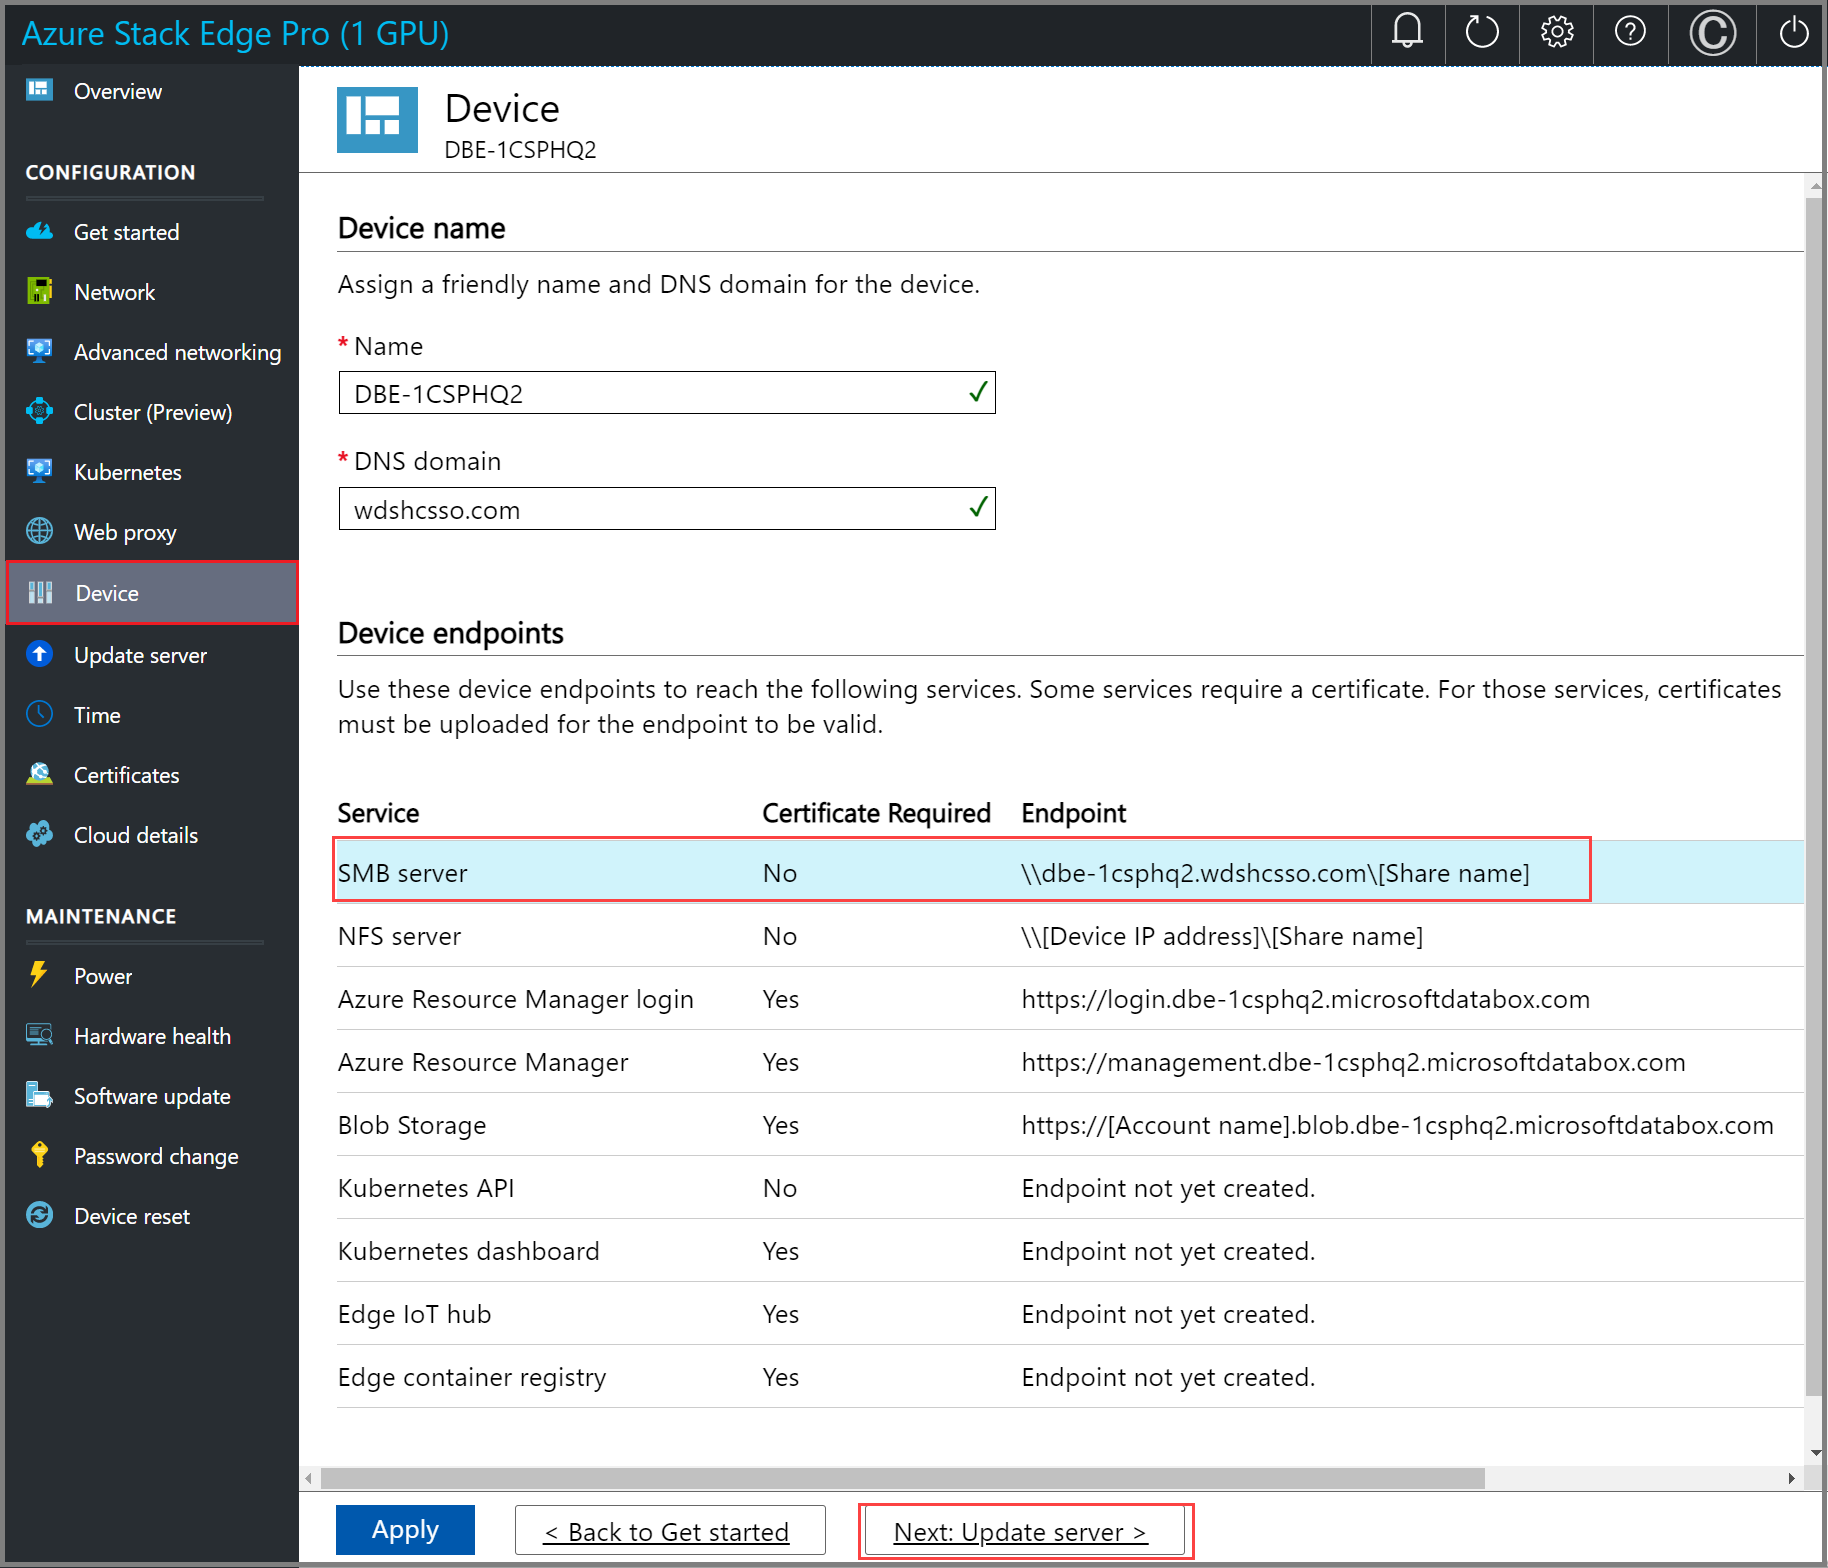 Azure Stack Edge Pro (1 GPU)
Overview
CONFIGURATION
Get started
Network
Advanced networking
Cluster (Preview)
Kubernetes
Web proxy
Device
Update server
Time
Certificates
Cloud details
MAINTENANCE
Power
Hardware health
Software update
Password change
Device reset
Device
DBE-1CSPHQ2
Device name
Assign a friendly name and DNS domain for the device.
* Name
DBE-1CSPHQ2
* DNS domain
wdshcsso.com
Device endpoints
Use these device endpoints to reach the following services. Some services require a certificate. For those services, certificates
must be uploaded for the endpoint to be valid.
Service Certificate Required Endpoint
SMB server No \\dbe-1csphq2.wdshcsso.com\[Share name]
NFS server No \\[Device IP address]\[Share name]
Azure Resource Manager login Yes https://login.dbe-1csphq2.microsoftdatabox.com
Azure Resource Manager Yes https://management.dbe-1csphq2.microsoftdatabox.com
Blob Storage Yes https://[Account name].blob.dbe-1csphq2.microsoftdatabox.com
Kubernetes API No Endpoint not yet created.
Kubernetes dashboard Yes Endpoint not yet created.
Edge IoT hub Yes Endpoint not yet created.
Edge container registry Yes Endpoint not yet created.
Apply < Back to Get started Next: Update server >